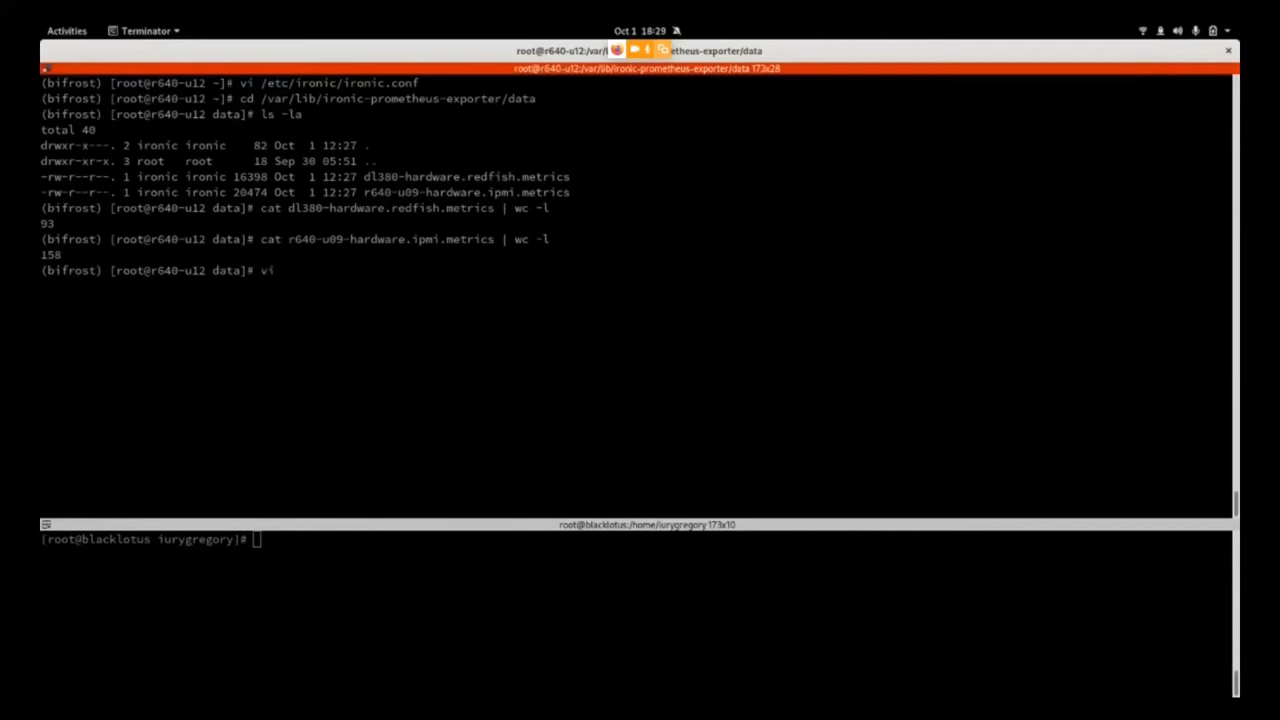 Activities Terminator Oct 1 18:29
root@r640-u12:/var/l etheus-exporter/data ×
root@r640-u12:/var/lib/ironic-prometheus-exporter/data 173x28
(bifrost) [root@r640-u12 ~]# vi /etc/ironic/ironic.conf
(bifrost) [root@r640-u12 ~]# cd /var/lib/ironic-prometheus-exporter/data
(bifrost) [root@r640-u12 data]# ls -la
total 40
drwxr-x---. 2 ironic ironic    82 Oct  1 12:27 .
drwxr-xr-x. 3 root   root      18 Sep 30 05:51 ..
-rw-r--r--. 1 ironic ironic 16398 Oct  1 12:27 dl380-hardware.redfish.metrics
-rw-r--r--. 1 ironic ironic 20474 Oct  1 12:27 r640-u09-hardware.ipmi.metrics
(bifrost) [root@r640-u12 data]# cat dl380-hardware.redfish.metrics | wc -l
93
(bifrost) [root@r640-u12 data]# cat r640-u09-hardware.ipmi.metrics | wc -l
158
(bifrost) [root@r640-u12 data]# vi
root@blacklotus:/home/iurygregory 173x10
[root@blacklotus iurygregory]#